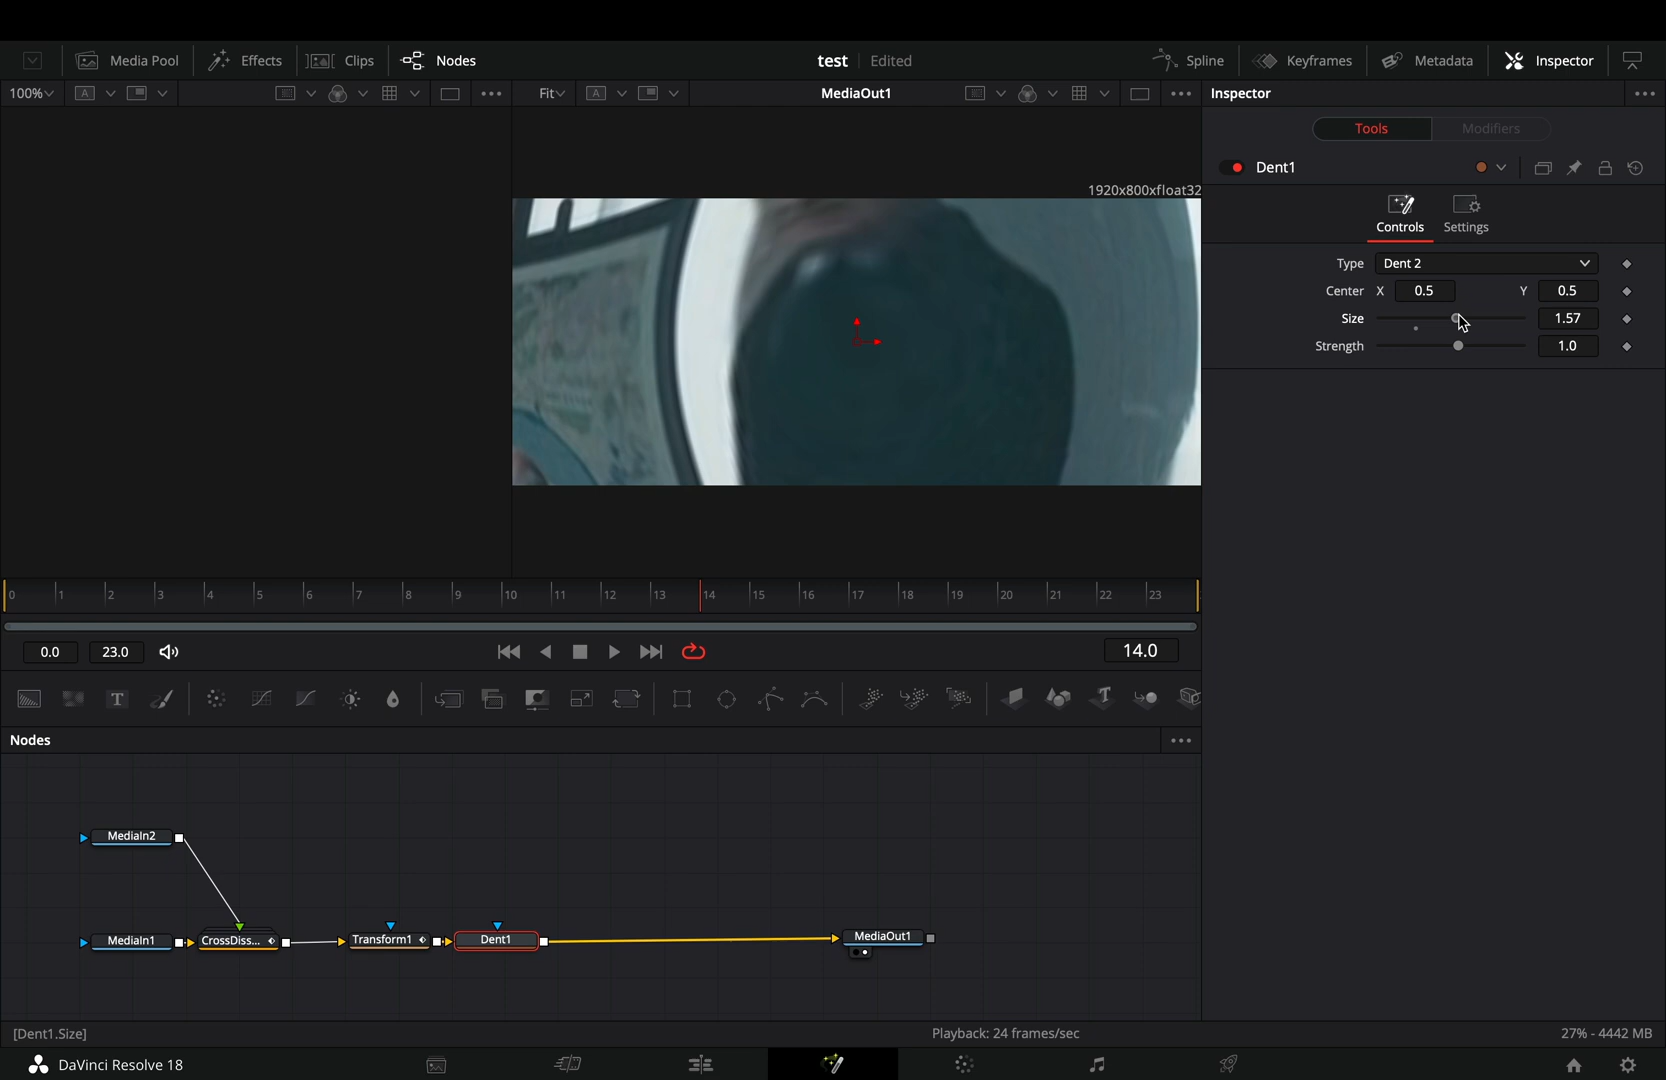 Media Pool Effects Clips Nodes test Edited Spline Keyframes Metadata Inspector
100% A Fit A MediaOut1 Inspector
Tools Modifiers
Dent1
1920x800xfloat32
Controls Settings
Type Dent 2
Center X 0.5 Y 0.5
Size 1.57
Strength 1.0
0 1 2 3 4 5 6 7 8 9 10 11 12 13 14 15 16 17 18 19 20 21 22 23
0.0 23.0 14.0
T T
Nodes
MediaIn2
MediaIn1 CrossDiss... Transform1 Dent1 MediaOut1
[Dent1.Size] Playback: 24 frames/sec 27% - 4442 MB
DaVinci Resolve 18